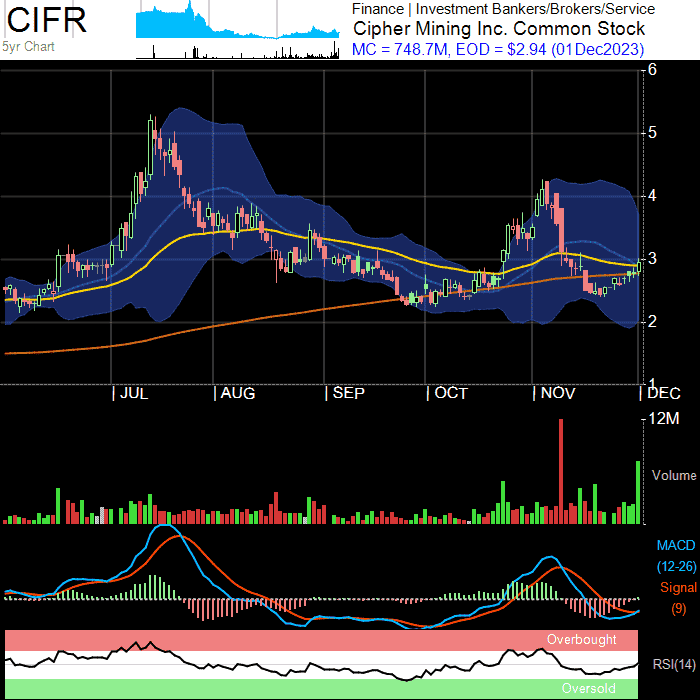 CIFR
5yr Chart
Finance | Investment Bankers/Brokers/Service
Cipher Mining Inc. Common Stock
MC = 748.7M, EOD = $2.94 (01Dec2023)
6
5
4
3
2
1
JUL AUG SEP OCT NOV DEC
12M
Volume
MACD
(12-26)
Signal
(9)
Overbought
RSI(14)
Oversold